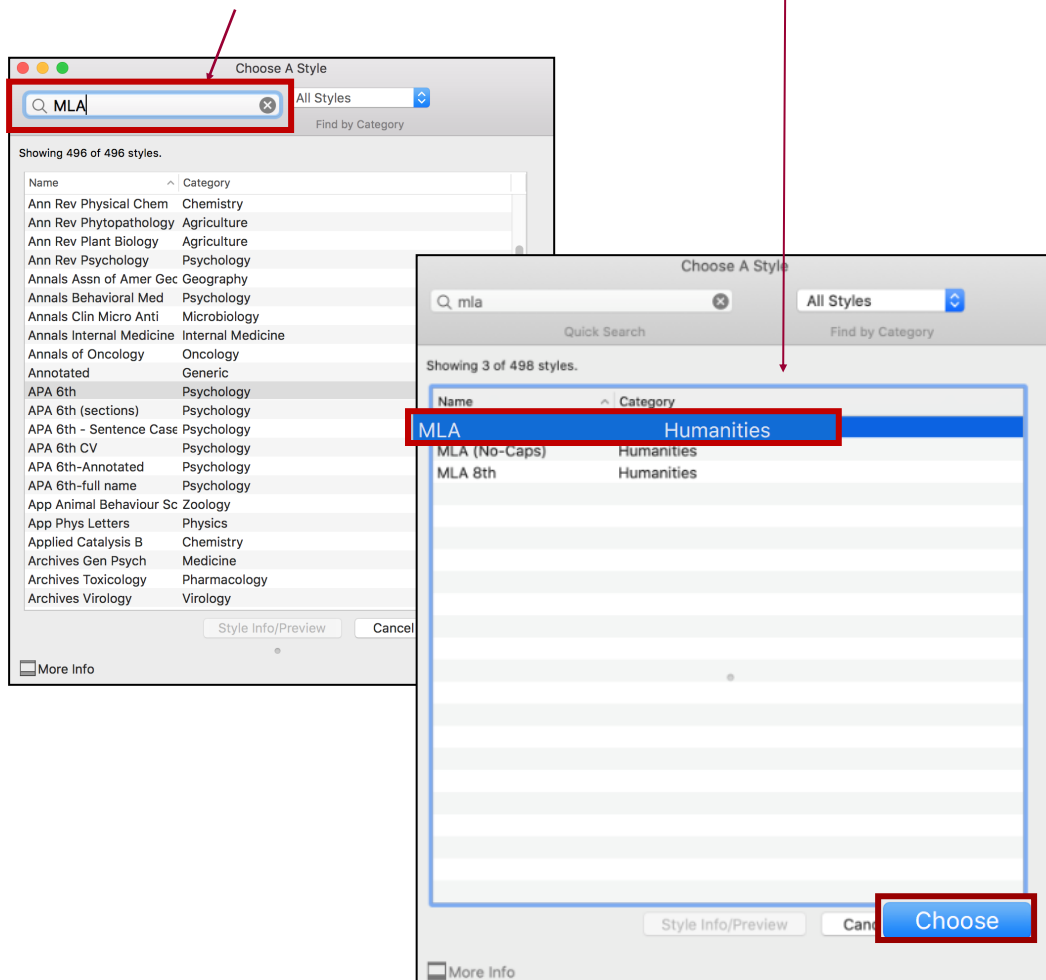 Choose A Style
MLA
All Styles
Find by Category
Showing 496 of 496 styles.
Name Category
Ann Rev Physical Chem Chemistry
Ann Rev Phytopathology Agriculture
Ann Rev Plant Biology Agriculture
Ann Rev Psychology Psychology
Annals Assn of Amer Gec Geography
Annals Behavioral Med Psychology
Annals Clin Micro Anti Microbiology
Annals Internal Medicine Internal Medicine
Annals of Oncology Oncology
Annotated Generic
APA 6th Psychology
APA 6th (sections) Psychology
APA 6th - Sentence Case Psychology
APA 6th CV Psychology
APA 6th-Annotated Psychology
APA 6th-full name Psychology
App Animal Behaviour Sc Zoology
App Phys Letters Physics
Applied Catalysis B Chemistry
Archives Gen Psych Medicine
Archives Toxicology Pharmacology
Archives Virology Virology
Style Info/Preview Cancel
More Info
Choose A Style
mla All Styles
Quick Search Find by Category
Showing 3 of 498 styles.
Name Category
MLA Humanities
MLA (No-Caps) Humanities
MLA 8th Humanities
Style Info/Preview Canc Choose
More Info